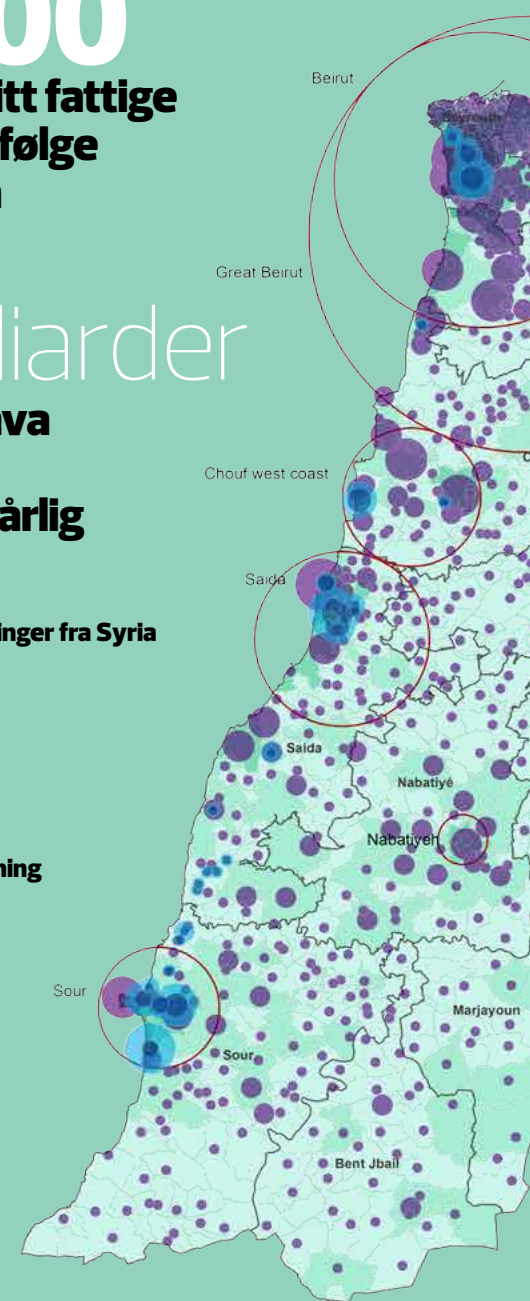 00
itt fattige
følge
liarder
va
årlig
inger fra Syria
ning
Beirut
Beyrouth
Great Beirut
Chouf west coast
Saida
Saida
Nabatiyé
Nabatiyeh
Sour
Sour
Marjayoun
Bent Jbail